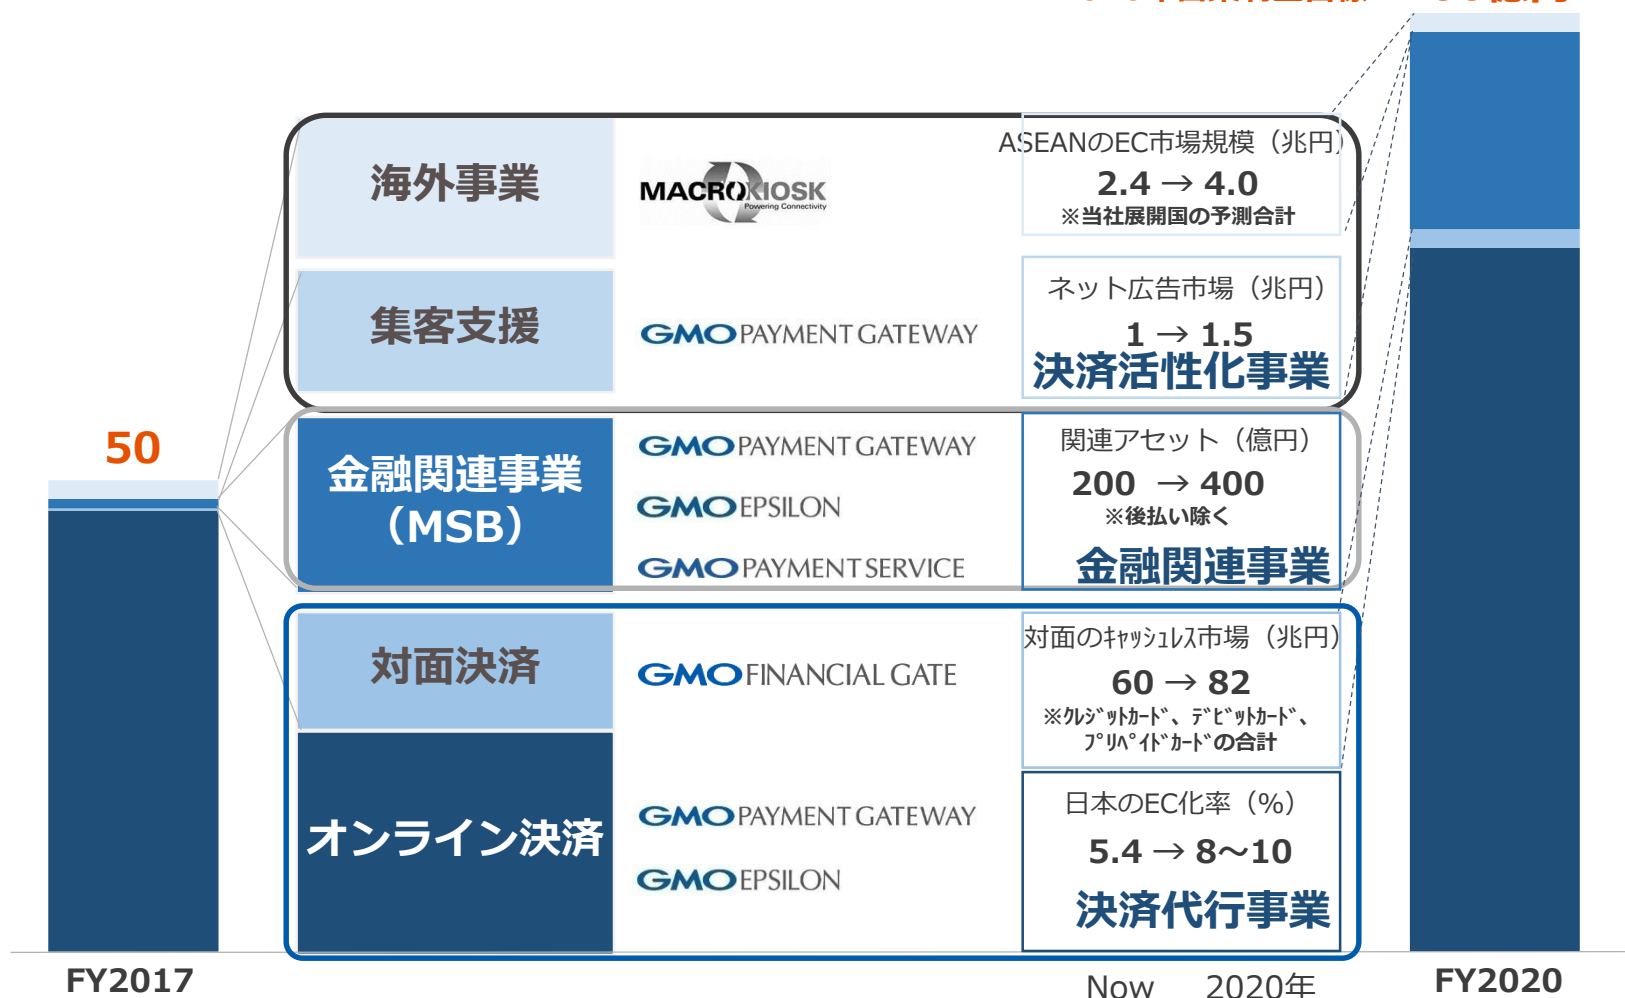 海外事業
MACROKIOSK
Powering Connectivity
ASEANのEC市場規模（兆円）
2.4 → 4.0
※当社展開国の予測合計
集客支援
GMO PAYMENT GATEWAY
ネット広告市場（兆円）
1 → 1.5
決済活性化事業
50
金融関連事業
（MSB）
GMO PAYMENT GATEWAY
GMO EPSILON
GMO PAYMENT SERVICE
関連アセット（億円）
200 → 400
※後払い除く
金融関連事業
対面決済
GMO FINANCIAL GATE
対面のｷｬｯｼｭﾚｽ市場（兆円）
60 → 82
※ｸﾚｼﾞｯﾄｶｰﾄﾞ、ﾃﾞﾋﾞｯﾄｶｰﾄﾞ、
ﾌﾟﾘﾍﾟｲﾄﾞｶｰﾄﾞの合計
オンライン決済
GMO PAYMENT GATEWAY
GMO EPSILON
日本のEC化率（%）
5.4 → 8～10
決済代行事業
FY2017
Now 2020年
FY2020